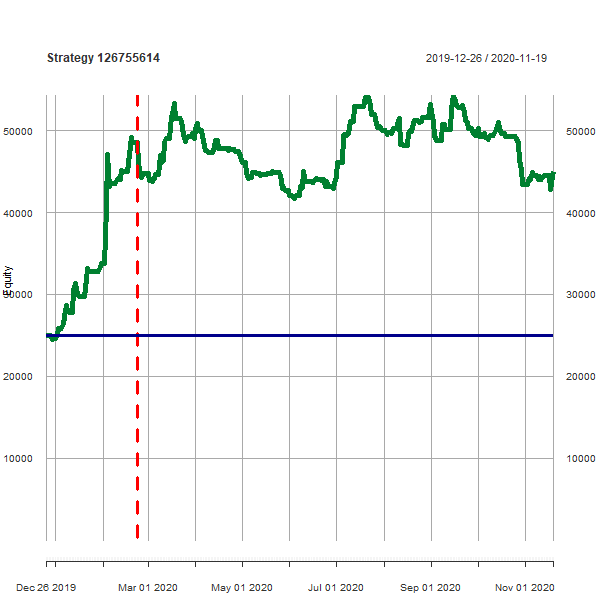 Strategy 126755614
2019-12-26 / 2020-11-19
50000
50000
40000
40000
Equity
30000
30000
20000
20000
10000
10000
Dec 26 2019
Mar 01 2020
May 01 2020
Jul 01 2020
Sep 01 2020
Nov 01 2020